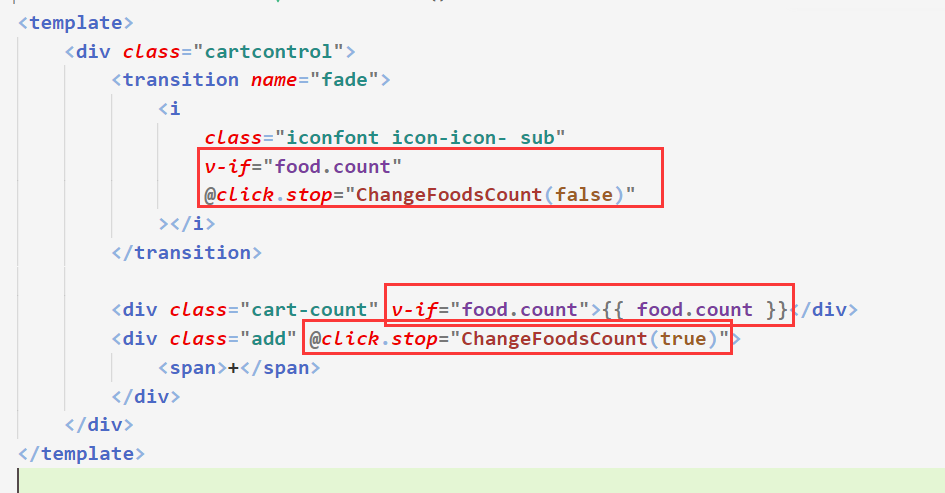 <template>
<div class="cartcontrol">
<transition name="fade">
<i
class="iconfont icon-icon- sub"
v-if="food.count"
@click.stop="ChangeFoodsCount(false)"
></i>
</transition>
<div class="cart-count" v-if="food.count">{{ food.count }}</div>
<div class="add" @click.stop="ChangeFoodsCount(true)">
<span>+</span>
</div>
</div>
</template>